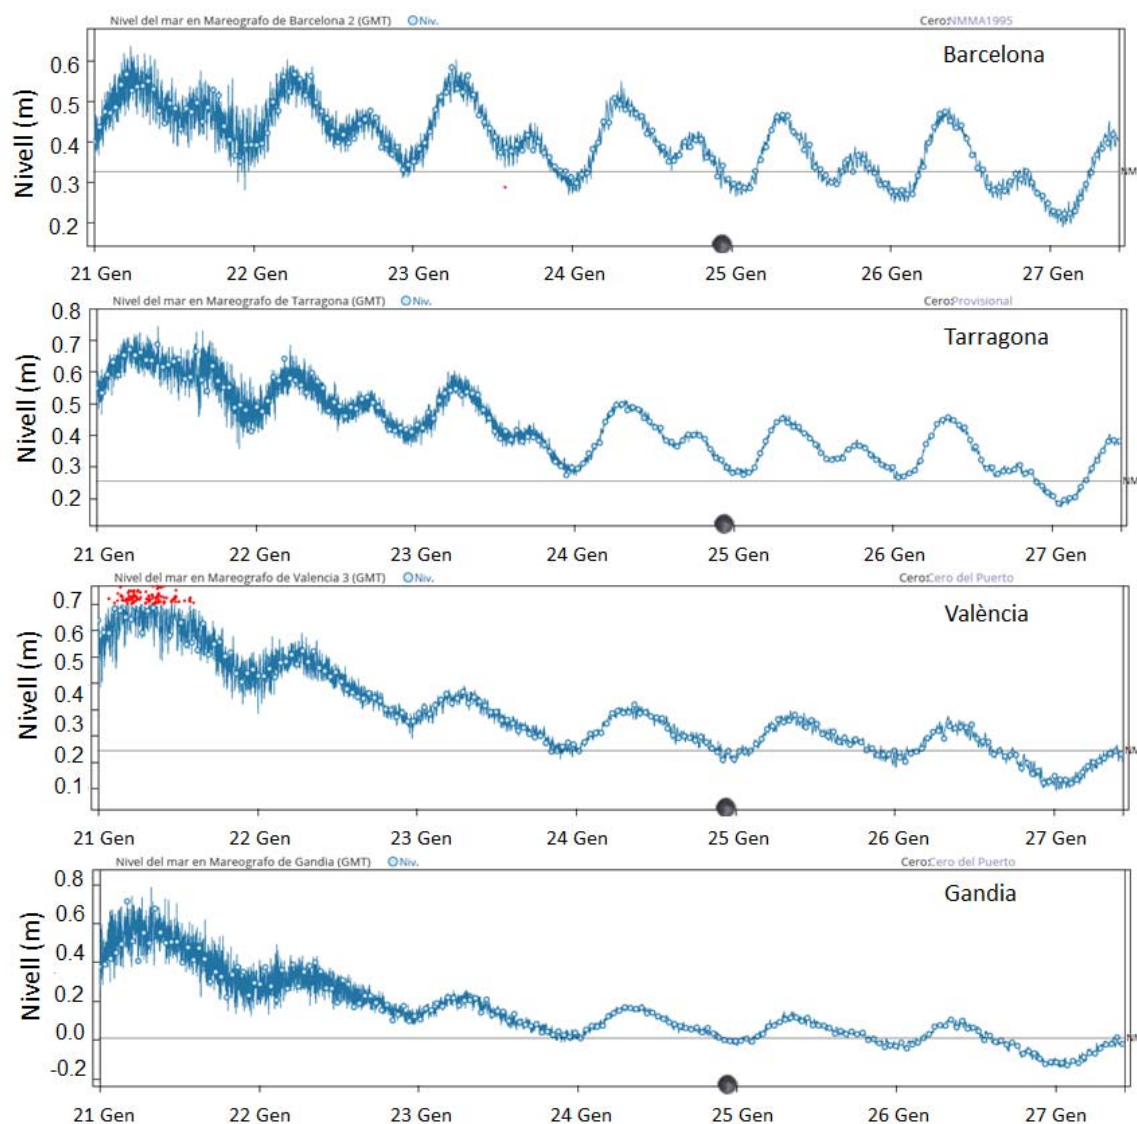 Nivel del mar en Mareografo de Barcelona 2 (GMT) Niv. Cero:NMMA1995
Barcelona
Nivell (m)
0.6
0.5
0.4
0.3
0.2
NM
21 Gen 22 Gen 23 Gen 24 Gen 25 Gen 26 Gen 27 Gen
Nivel del mar en Mareografo de Tarragona (GMT) Niv. Cero:Provisional
Tarragona
Nivell (m)
0.8
0.7
0.6
0.5
0.4
0.3
0.2
NM
21 Gen 22 Gen 23 Gen 24 Gen 25 Gen 26 Gen 27 Gen
Nivel del mar en Mareografo de Valencia 3 (GMT) Niv. Cero:Cero del Puerto
València
Nivell (m)
0.7
0.6
0.5
0.4
0.3
0.2
0.1
NM
21 Gen 22 Gen 23 Gen 24 Gen 25 Gen 26 Gen 27 Gen
Nivel del mar en Mareografo de Gandia (GMT) Niv. Cero:Cero del Puerto
Gandia
Nivell (m)
0.8
0.6
0.4
0.2
0.0
-0.2
NM
21 Gen 22 Gen 23 Gen 24 Gen 25 Gen 26 Gen 27 Gen